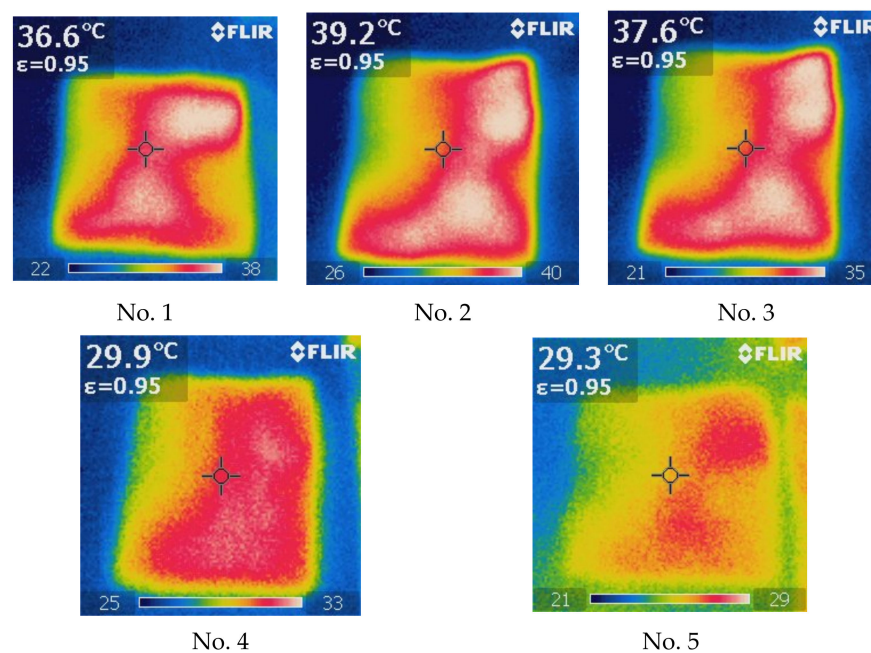 36.6°C
FLIR
ε=0.95
22
38
No. 1
39.2°C
FLIR
ε=0.95
26
40
No. 2
37.6°C
FLIR
ε=0.95
21
35
No. 3
29.9°C
FLIR
ε=0.95
25
33
No. 4
29.3°C
FLIR
ε=0.95
21
29
No. 5